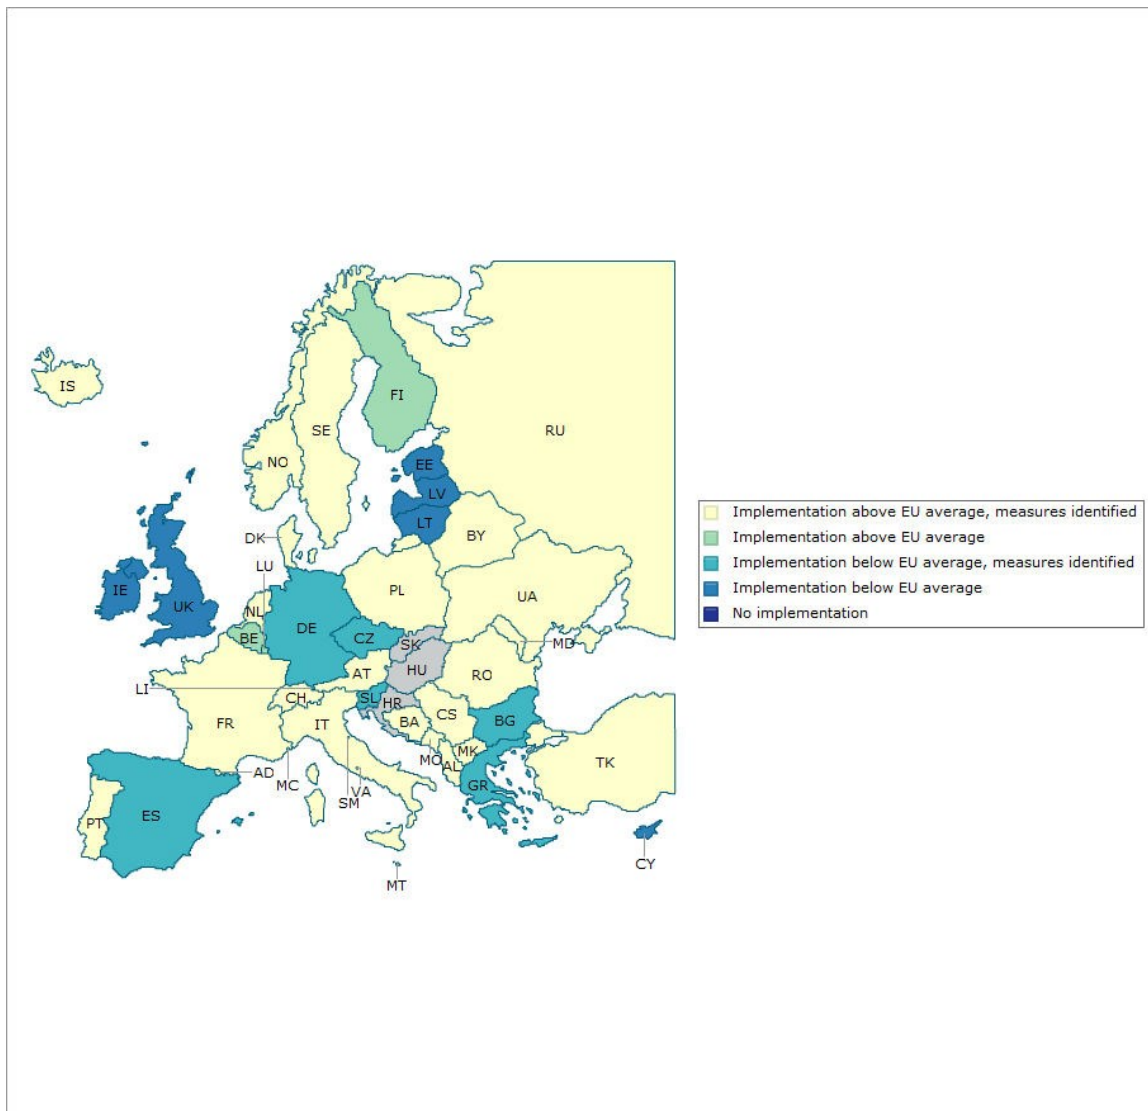 IS
FI
SE
RU
NO
EE
LV
LT
BY
DK
LU
IE
UK
NL
PL
UA
BE
DE
CZ
SK
MD
HU
AT
RO
LI
CH
SL
HR
FR
IT
BA
CS
BG
MO
MK
AL
TK
AD
MC
SM
VA
GR
PT
ES
CY
MT
Implementation above EU average, measures identified
Implementation above EU average
Implementation below EU average, measures identified
Implementation below EU average
No implementation